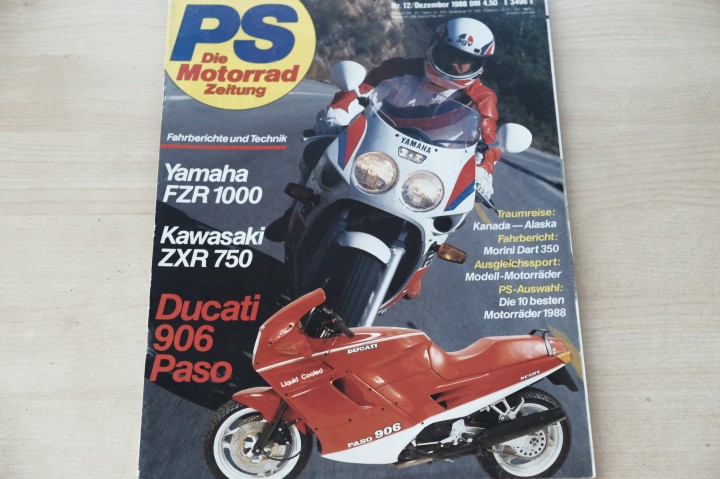 Nr. 12/Dezember 1988 DM 4,50 E 3496 E
PS
Die
Motorrad
Zeitung
Fahrberichte und Technik
Yamaha
FZR 1000
Kawasaki
ZXR 750
Ducati
906
Paso
YAMAHA
Traumreise:
Kanada — Alaska
Fahrbericht:
Morini Dart 350
Ausgleichssport:
Modell-Motorräder
PS-Auswahl:
Die 10 besten
Motorräder 1988
DUCATI
Liquid Cooled
PASO 906